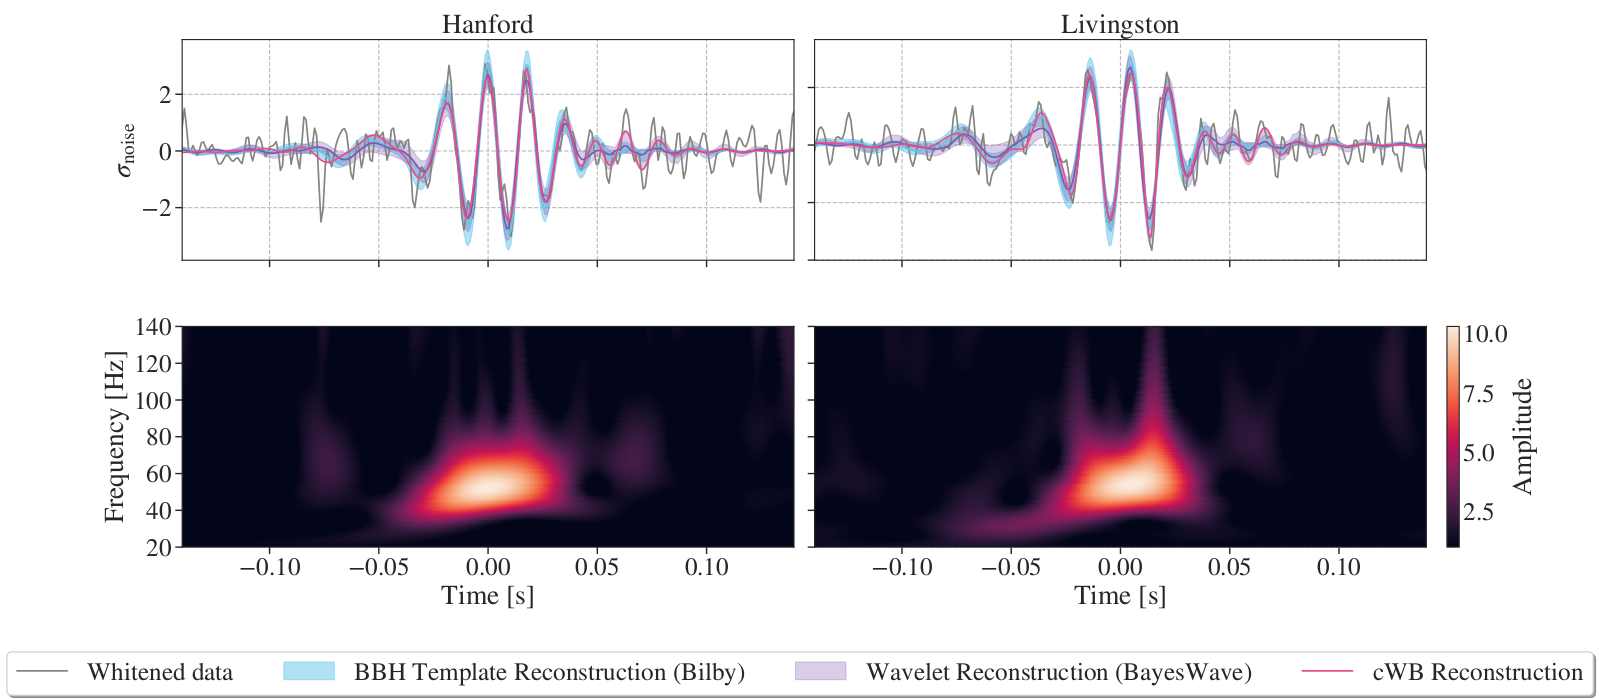 Hanford
Livingston
σnoise
2
0
−2
Frequency [Hz]
140
120
100
80
60
40
20
−0.10 −0.05 0.00 0.05 0.10
Time [s]
−0.10 −0.05 0.00 0.05 0.10
Time [s]
10.0
7.5
5.0
2.5
Amplitude
Whitened data
BBH Template Reconstruction (Bilby)
Wavelet Reconstruction (BayesWave)
cWB Reconstruction